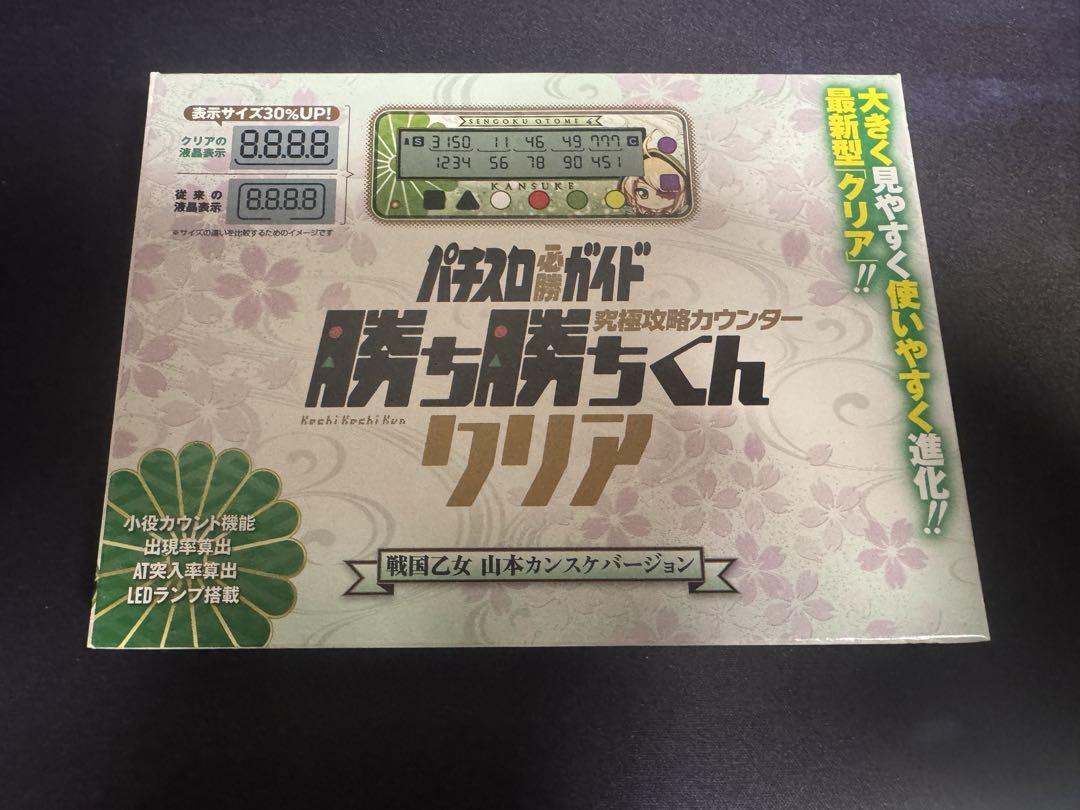 表示サイズ30%UP!
クリアの
液晶表示
8.8.8.8
従来の
液晶表示
8.8.8.8
※サイズの違いを比較するためのイメージです
SENGOKU OTOME
S 3150 11 46 49 777 C
1234 56 78 90 451
KANSUKE
大きく見やすく使いやすく進化!!
最新型「クリア」!!
パチスロ必勝ガイド
究極攻略カウンター
勝ち勝ちくん
Kachi Kachi Kun
クリア
小役カウント機能
出現率算出
AT突入率算出
LEDランプ搭載
戦国乙女 山本カンスケバージョン